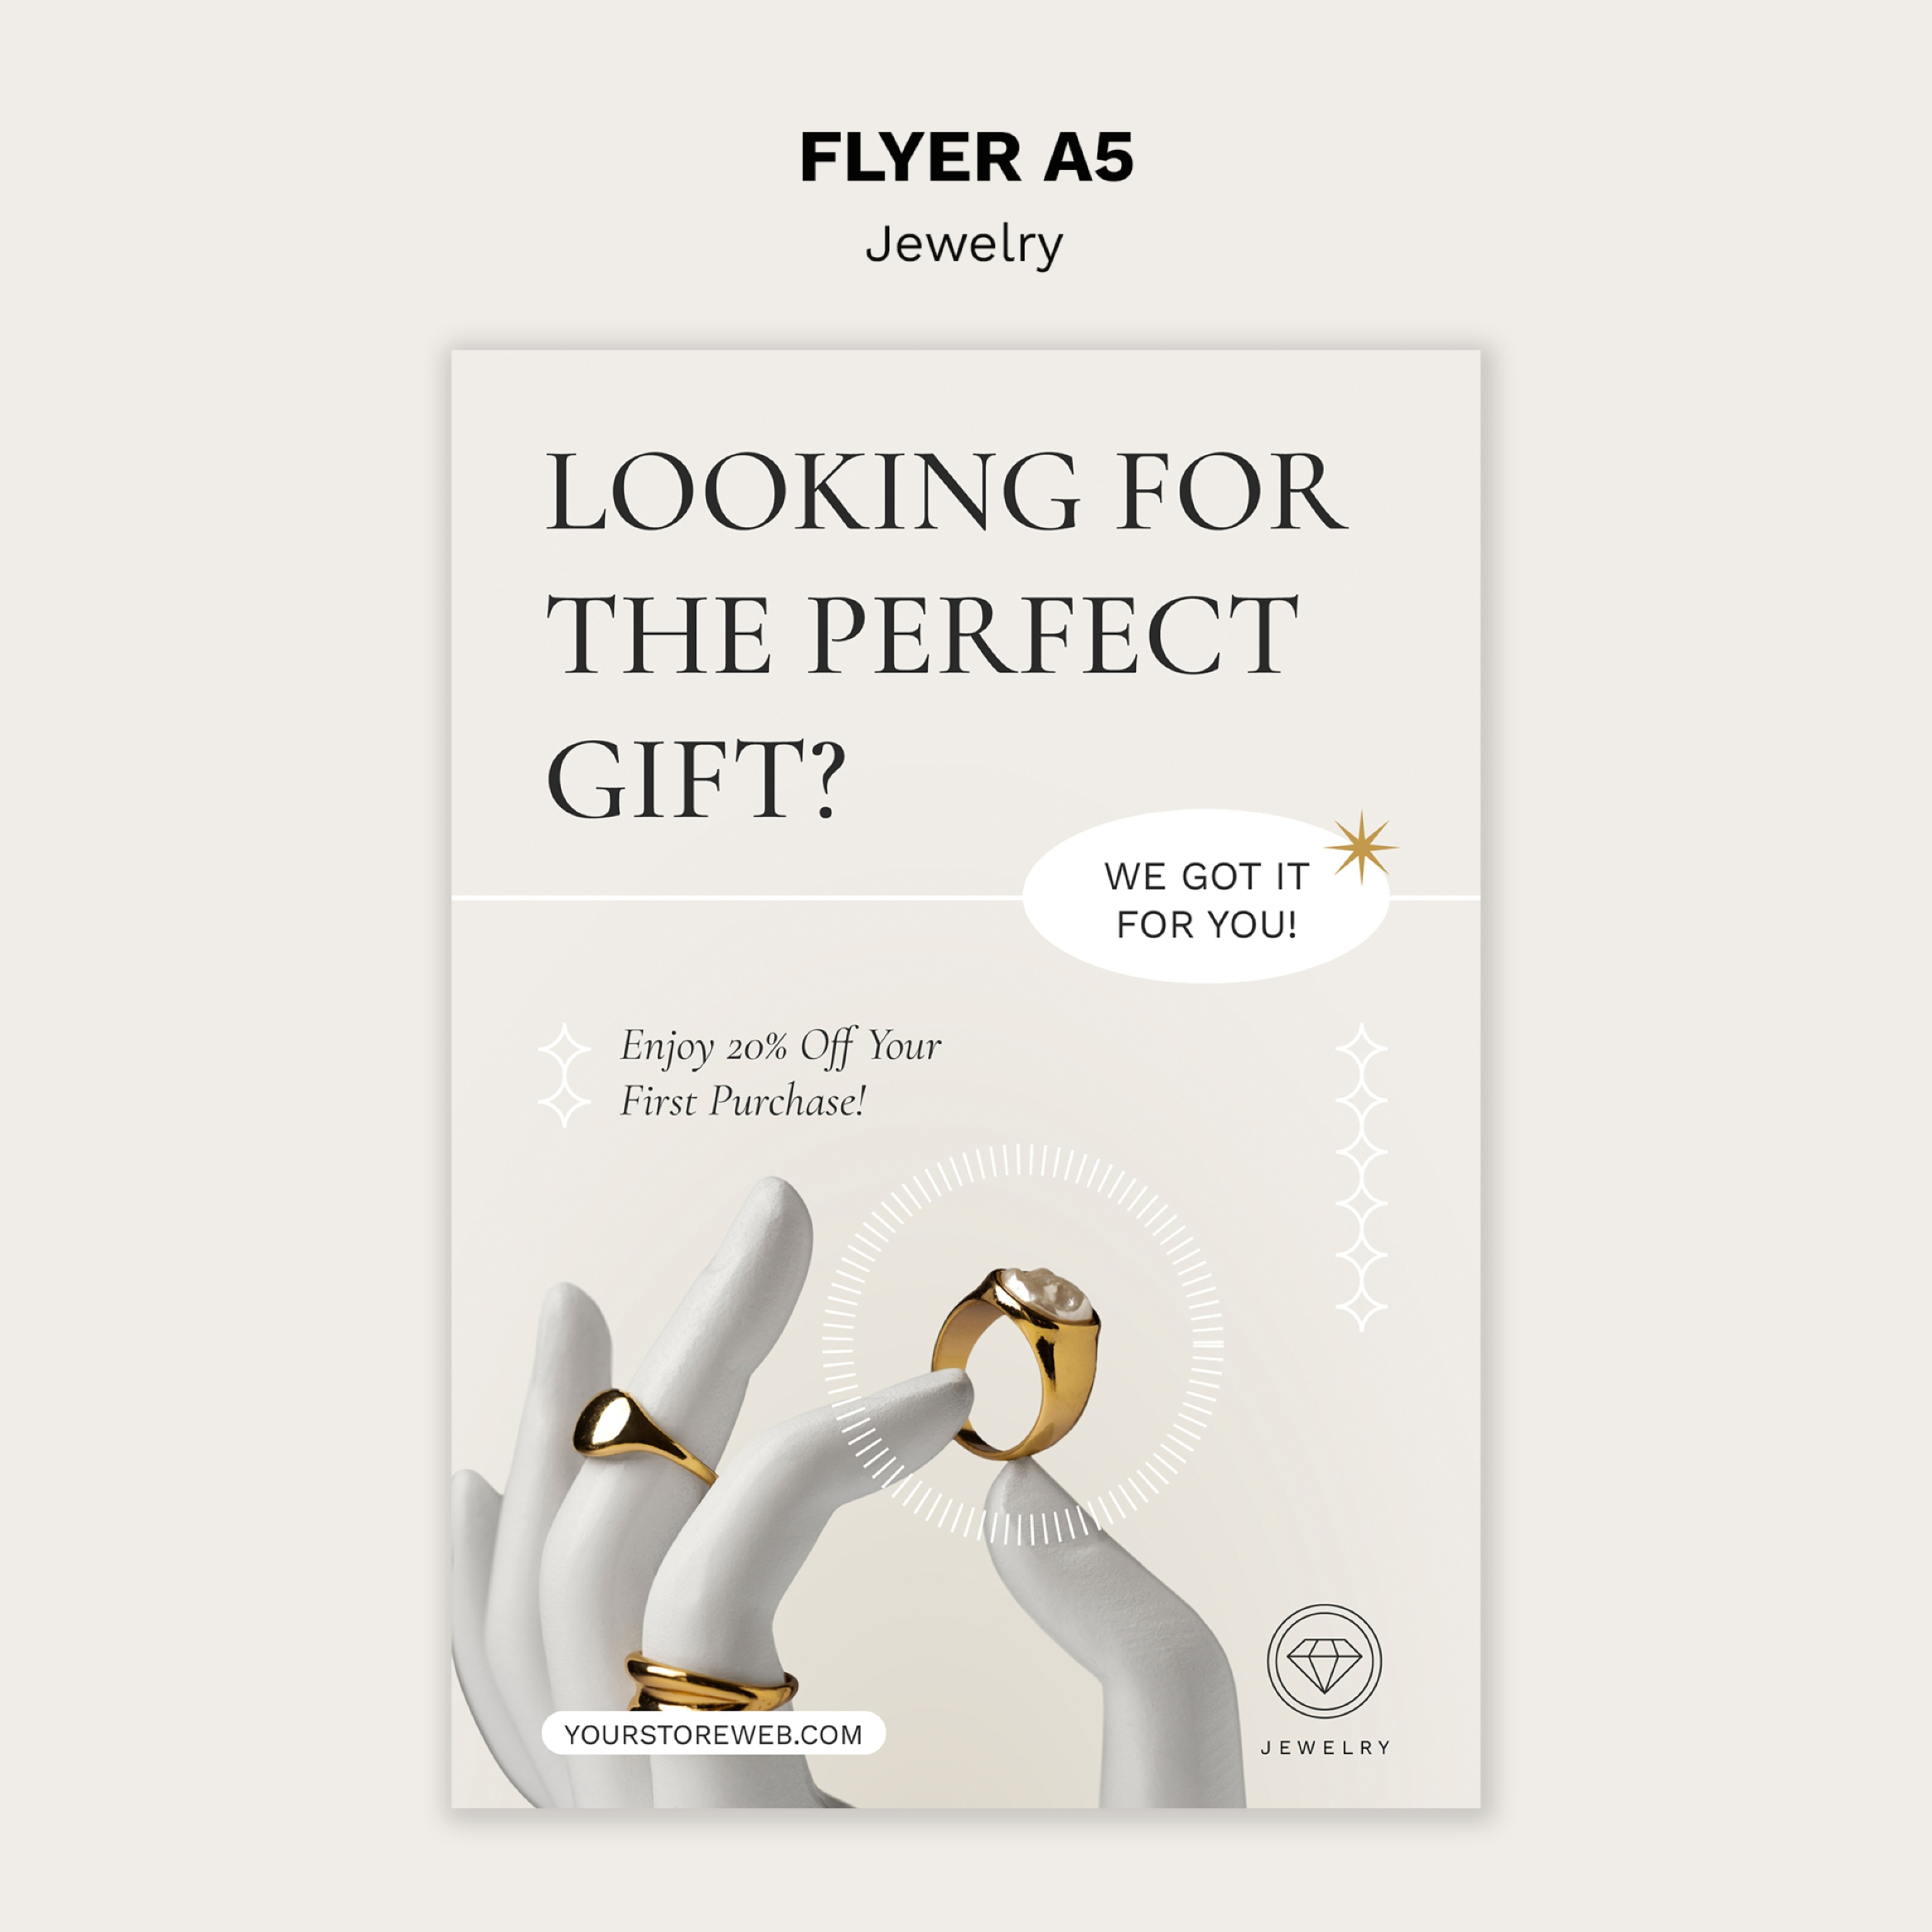 FLYER A5
Jewelry
LOOKING FOR
THE PERFECT
GIFT?
WE GOT IT
FOR YOU!
Enjoy 20% Off Your
First Purchase!
YOURSTOREWEB.COM
JEWELRY